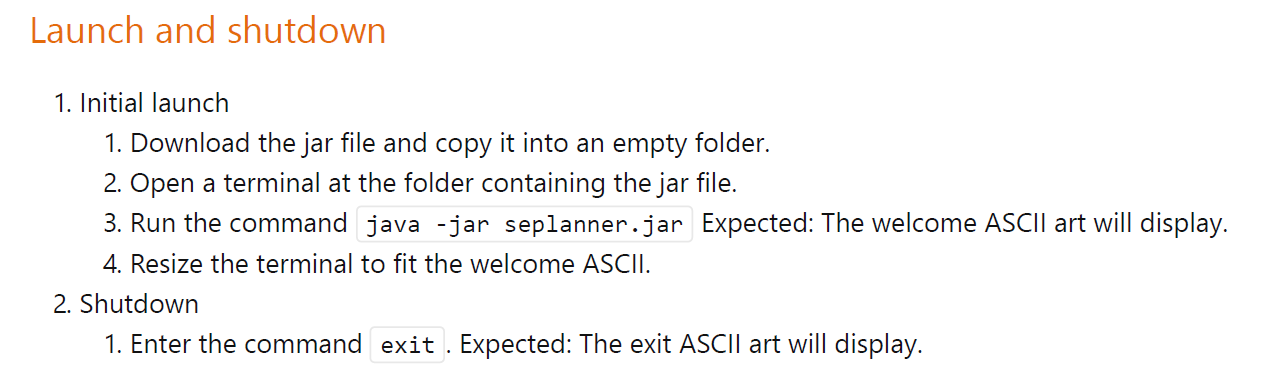 Launch and shutdown
1. Initial launch
1. Download the jar file and copy it into an empty folder.
2. Open a terminal at the folder containing the jar file.
3. Run the command java -jar seplanner.jar Expected: The welcome ASCII art will display.
4. Resize the terminal to fit the welcome ASCII.
2. Shutdown
1. Enter the command exit . Expected: The exit ASCII art will display.